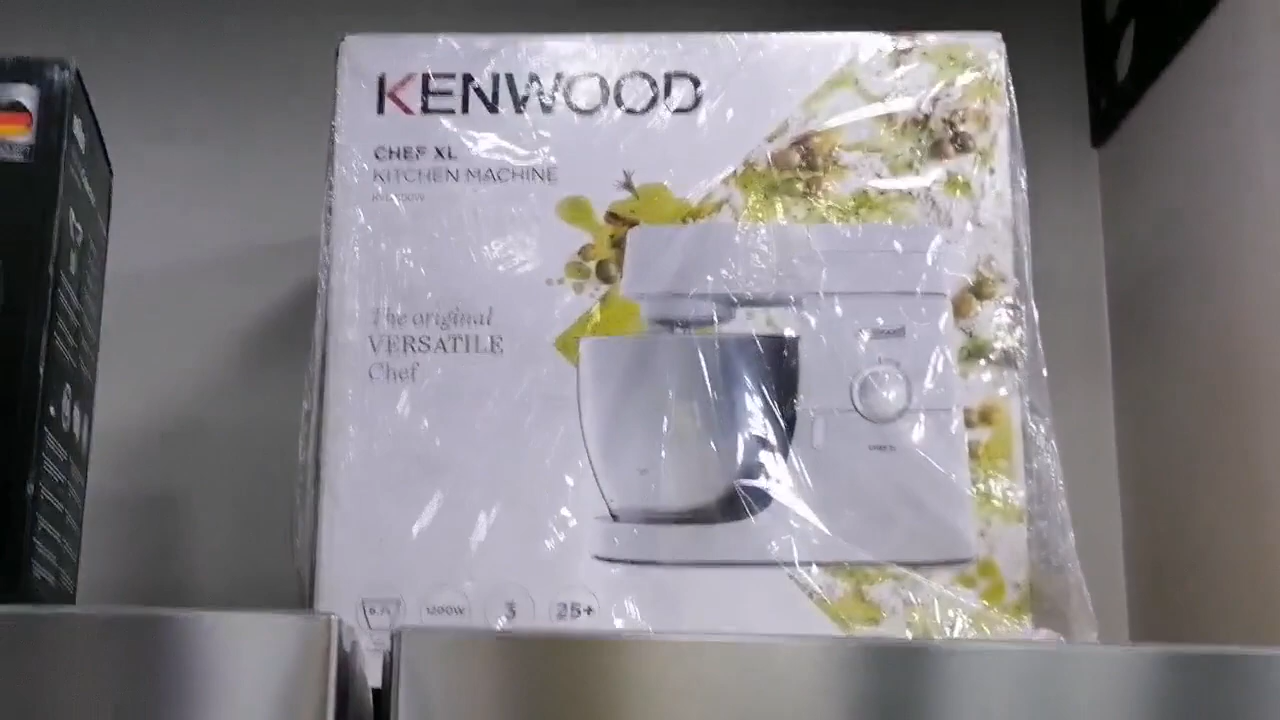 KENWOOD
CHEF XL
KITCHEN MACHINE
The original
VERSATILE
Chef
1200W
3
25+